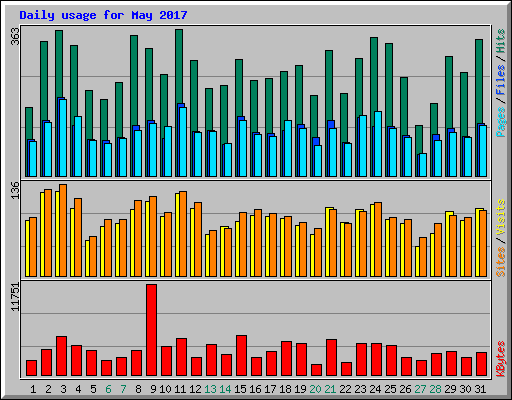 Daily usage for May 2017
363
Pages/Files/Hits
136
Sites/Visits
11751
KBytes
1 2 3 4 5 6 7 8 9 10 11 12 13 14 15 16 17 18 19 20 21 22 23 24 25 26 27 28 29 30 31